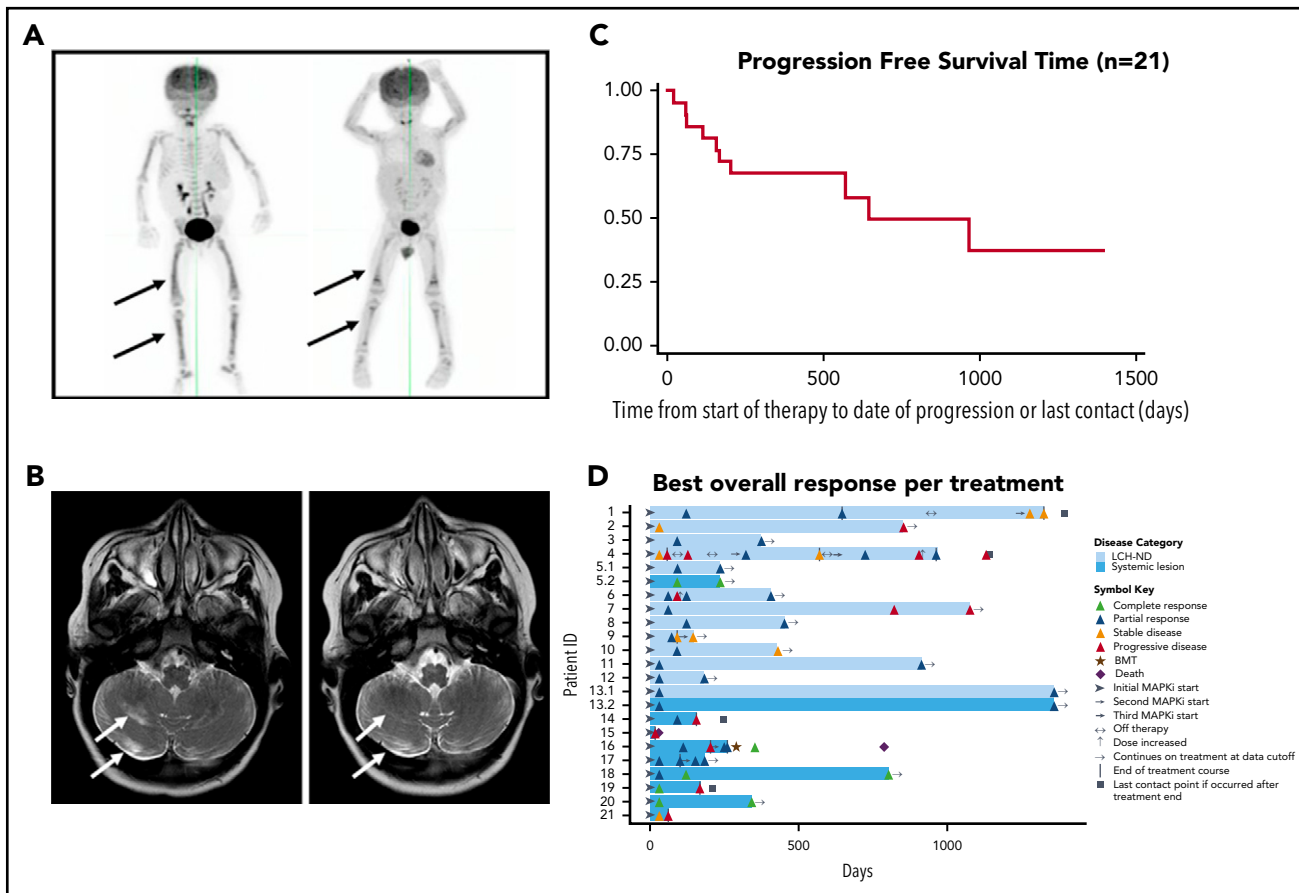 A
B
C
Progression Free Survival Time (n=21)
1.00
0.75
0.50
0.25
0.00
0
500
1000
1500
Time from start of therapy to date of progression or last contact (days)
D
Best overall response per treatment
Patient ID
1
2
3
4
5.1
5.2
6
7
8
9
10
11
12
13.1
13.2
14
15
16
17
18
19
20
21
0
500
1000
Days
Disease Category
LCH-ND
Systemic lesion
Symbol Key
Complete response
Partial response
Stable disease
Progressive disease
BMT
Death
Initial MAPKi start
Second MAPKi start
Third MAPKi start
Off therapy
Dose increased
Continues on treatment at data cutoff
End of treatment course
Last contact point if occurred after
treatment end